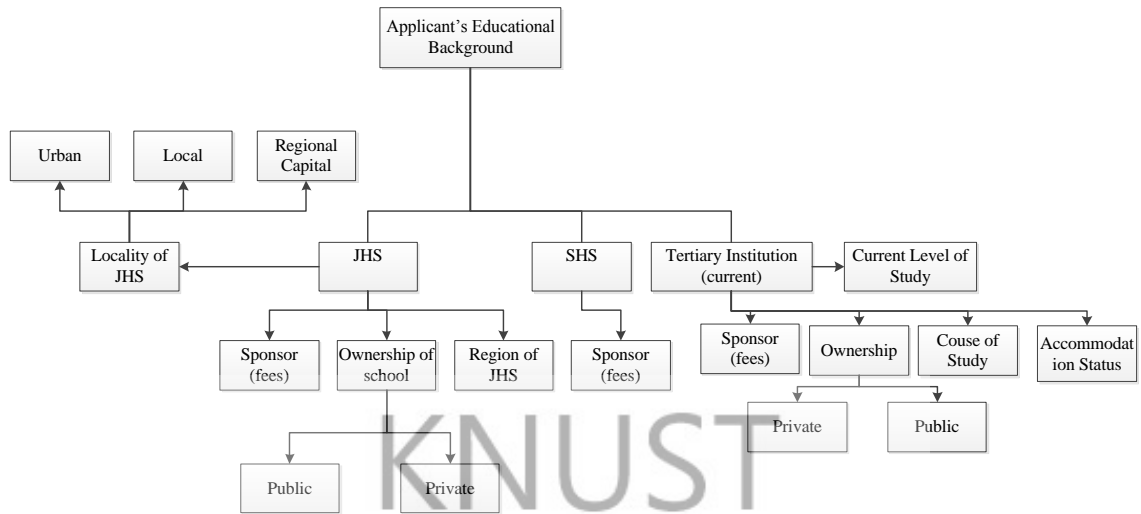 Applicant's Educational
Background
Urban
Local
Regional
Capital
Locality of
JHS
JHS
SHS
Tertiary Institution
(current)
Current Level of
Study
Sponsor
(fees)
Ownership of
school
Region of
JHS
Sponsor
(fees)
Sponsor
(fees)
Ownership
Couse of
Study
Accommodat
ion Status
Private
Public
Public
Private
KNUST